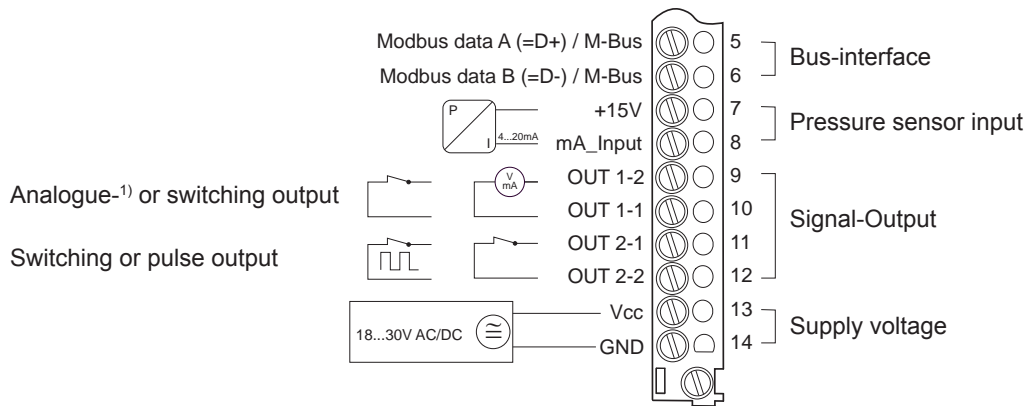 Modbus data A (=D+) / M-Bus 5
Bus-interface
Modbus data B (=D-) / M-Bus 6
P
I
4...20mA
+15V 7
Pressure sensor input
mA_Input 8
Analogue-1) or switching output
V
mA
OUT 1-2 9
OUT 1-1 10
Signal-Output
Switching or pulse output
OUT 2-1 11
OUT 2-2 12
18...30V AC/DC
Vcc 13
Supply voltage
GND 14